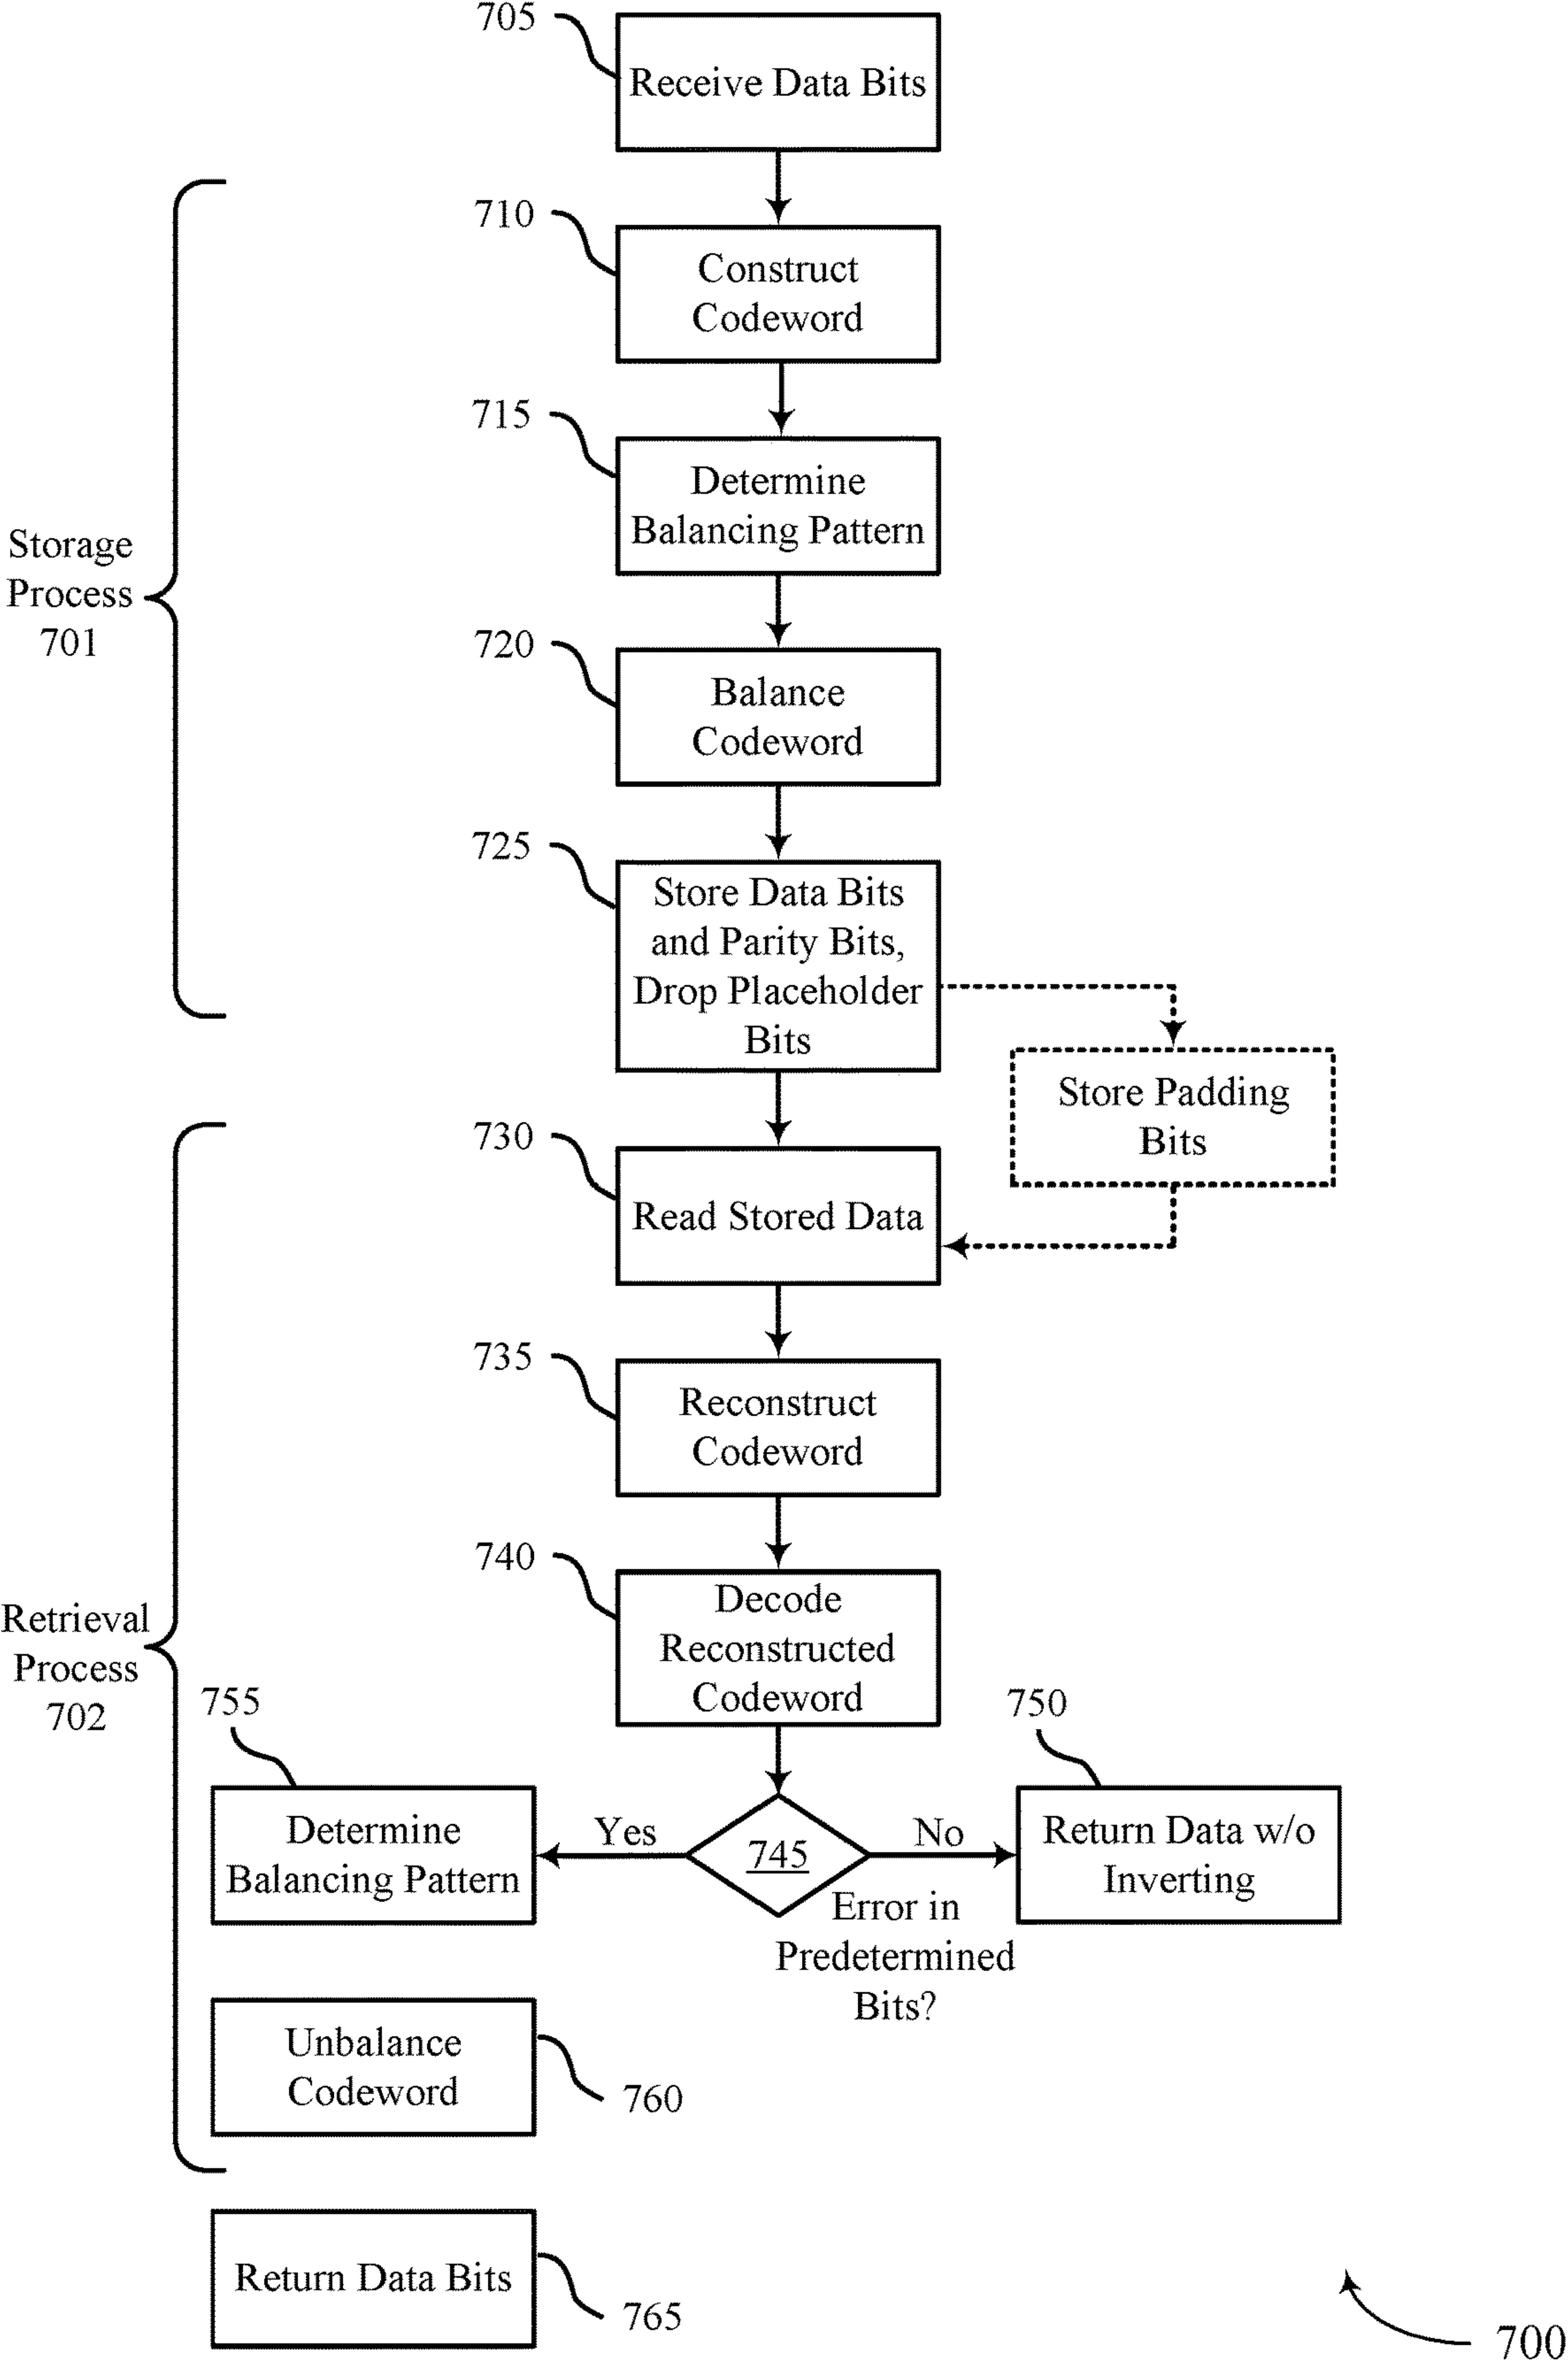 705
Receive Data Bits
710
Construct
Codeword
715
Determine
Balancing Pattern
Storage
Process
701
720
Balance
Codeword
725
Store Data Bits
and Parity Bits,
Drop Placeholder
Bits
Store Padding
Bits
730
Read Stored Data
735
Reconstruct
Codeword
740
Decode
Reconstructed
Codeword
Retrieval
Process
702
755
Determine
Balancing Pattern
Yes
745
No
Error in
Predetermined
Bits?
750
Return Data w/o
Inverting
Unbalance
Codeword
760
Return Data Bits
765
700